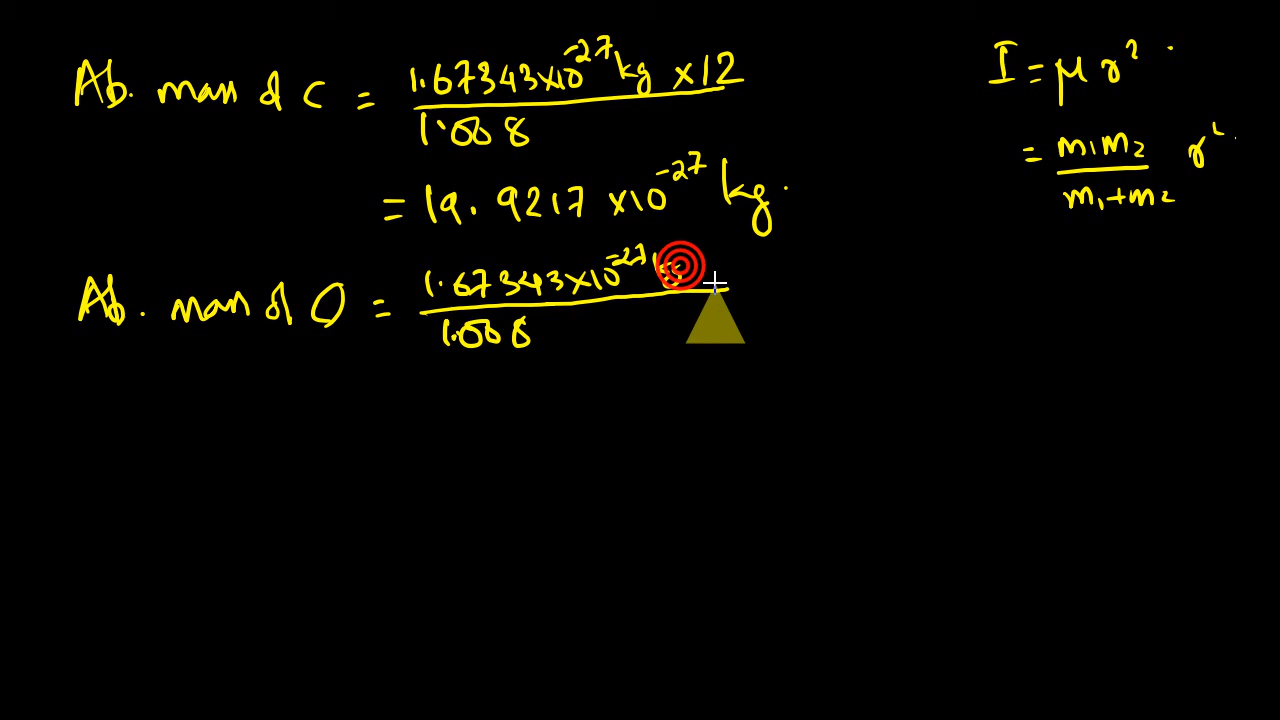 Ab. mass of C = 1.67343×10⁻²⁷ kg ×12 / 1.008
= 19.9217 ×10⁻²⁷ kg.
Ab. mass of O = 1.67343×10⁻²⁷ kg / 1.008
I = μ r²
= m₁m₂ / m₁+m₂ r²